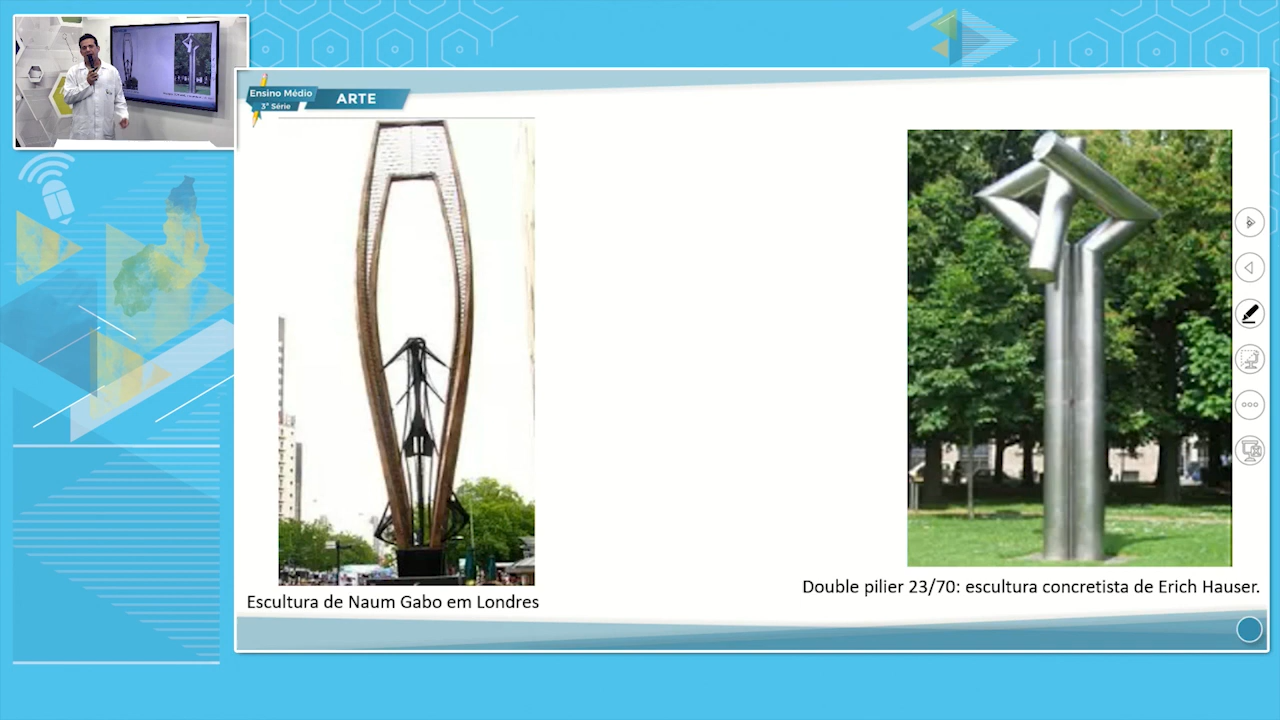 Ensino Médio
3ª Série
ARTE
Escultura de Naum Gabo em Londres
Double pilier 23/70: escultura concretista de Erich Hauser.